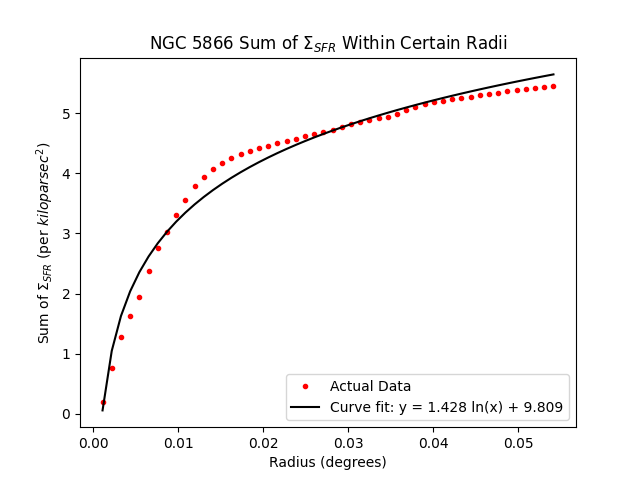 NGC 5866 Sum of Σ_SFR Within Certain Radii
Sum of Σ_SFR (per kiloparsec²)
5
4
3
2
1
0
Actual Data
Curve fit: y = 1.428 ln(x) + 9.809
0.00 0.01 0.02 0.03 0.04 0.05
Radius (degrees)